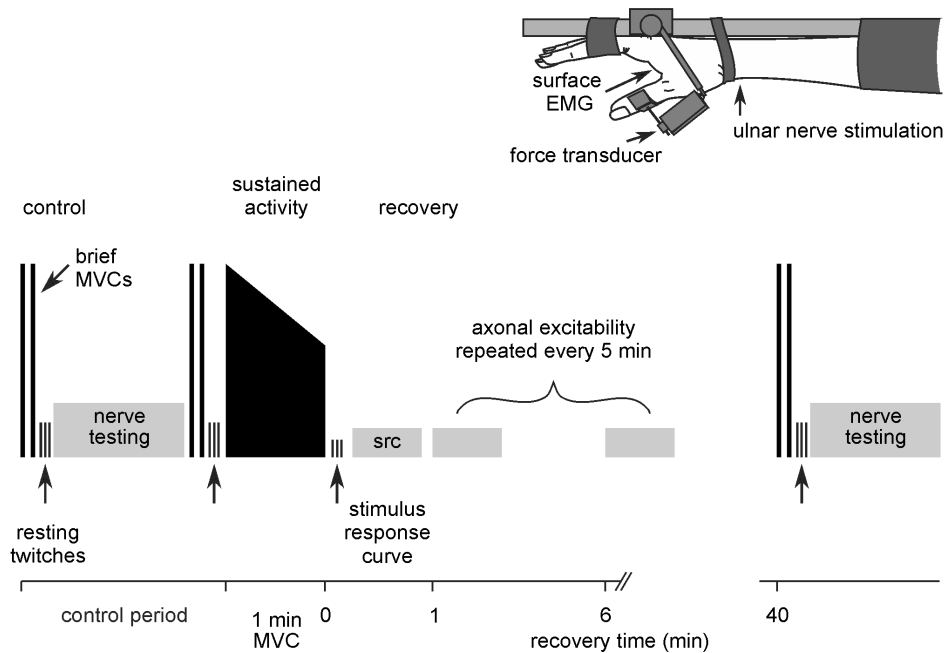 surface
EMG
ulnar nerve stimulation
force transducer
control
sustained
activity
recovery
brief
MVCs
axonal excitability
repeated every 5 min
nerve
testing
src
nerve
testing
resting
twitches
stimulus
response
curve
control period
1 min
MVC
0
1
6
40
recovery time (min)